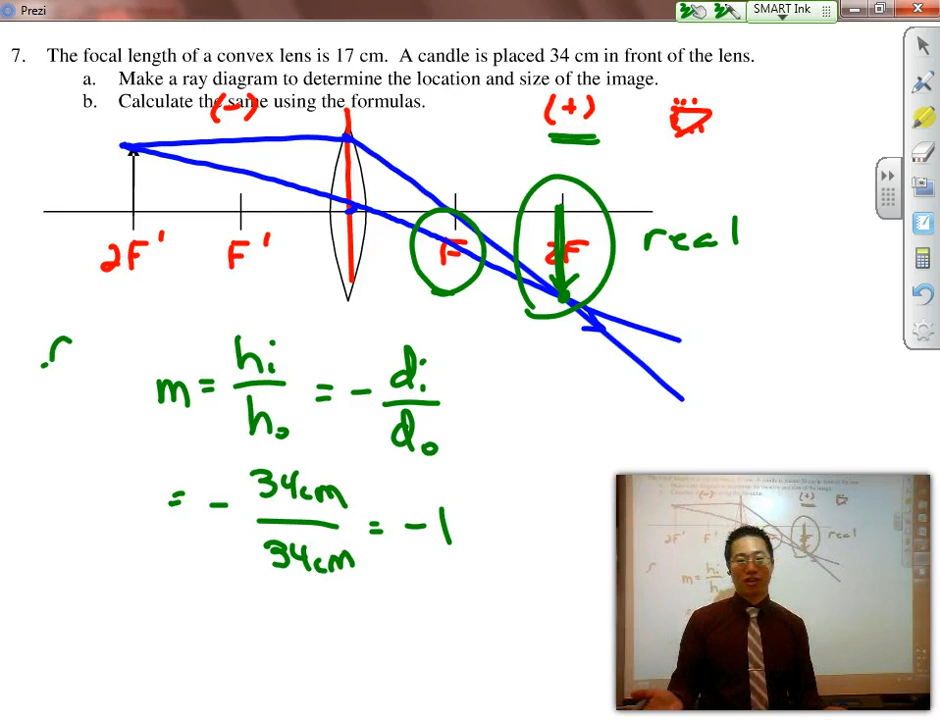 Prezi
SMART Ink
7. The focal length of a convex lens is 17 cm. A candle is placed 34 cm in front of the lens.
a. Make a ray diagram to determine the location and size of the image.
b. Calculate the same using the formulas.
(-) (+)
2F' F' F 2F real
m = hi/ho = - di/do
= - 34cm/34cm = -1